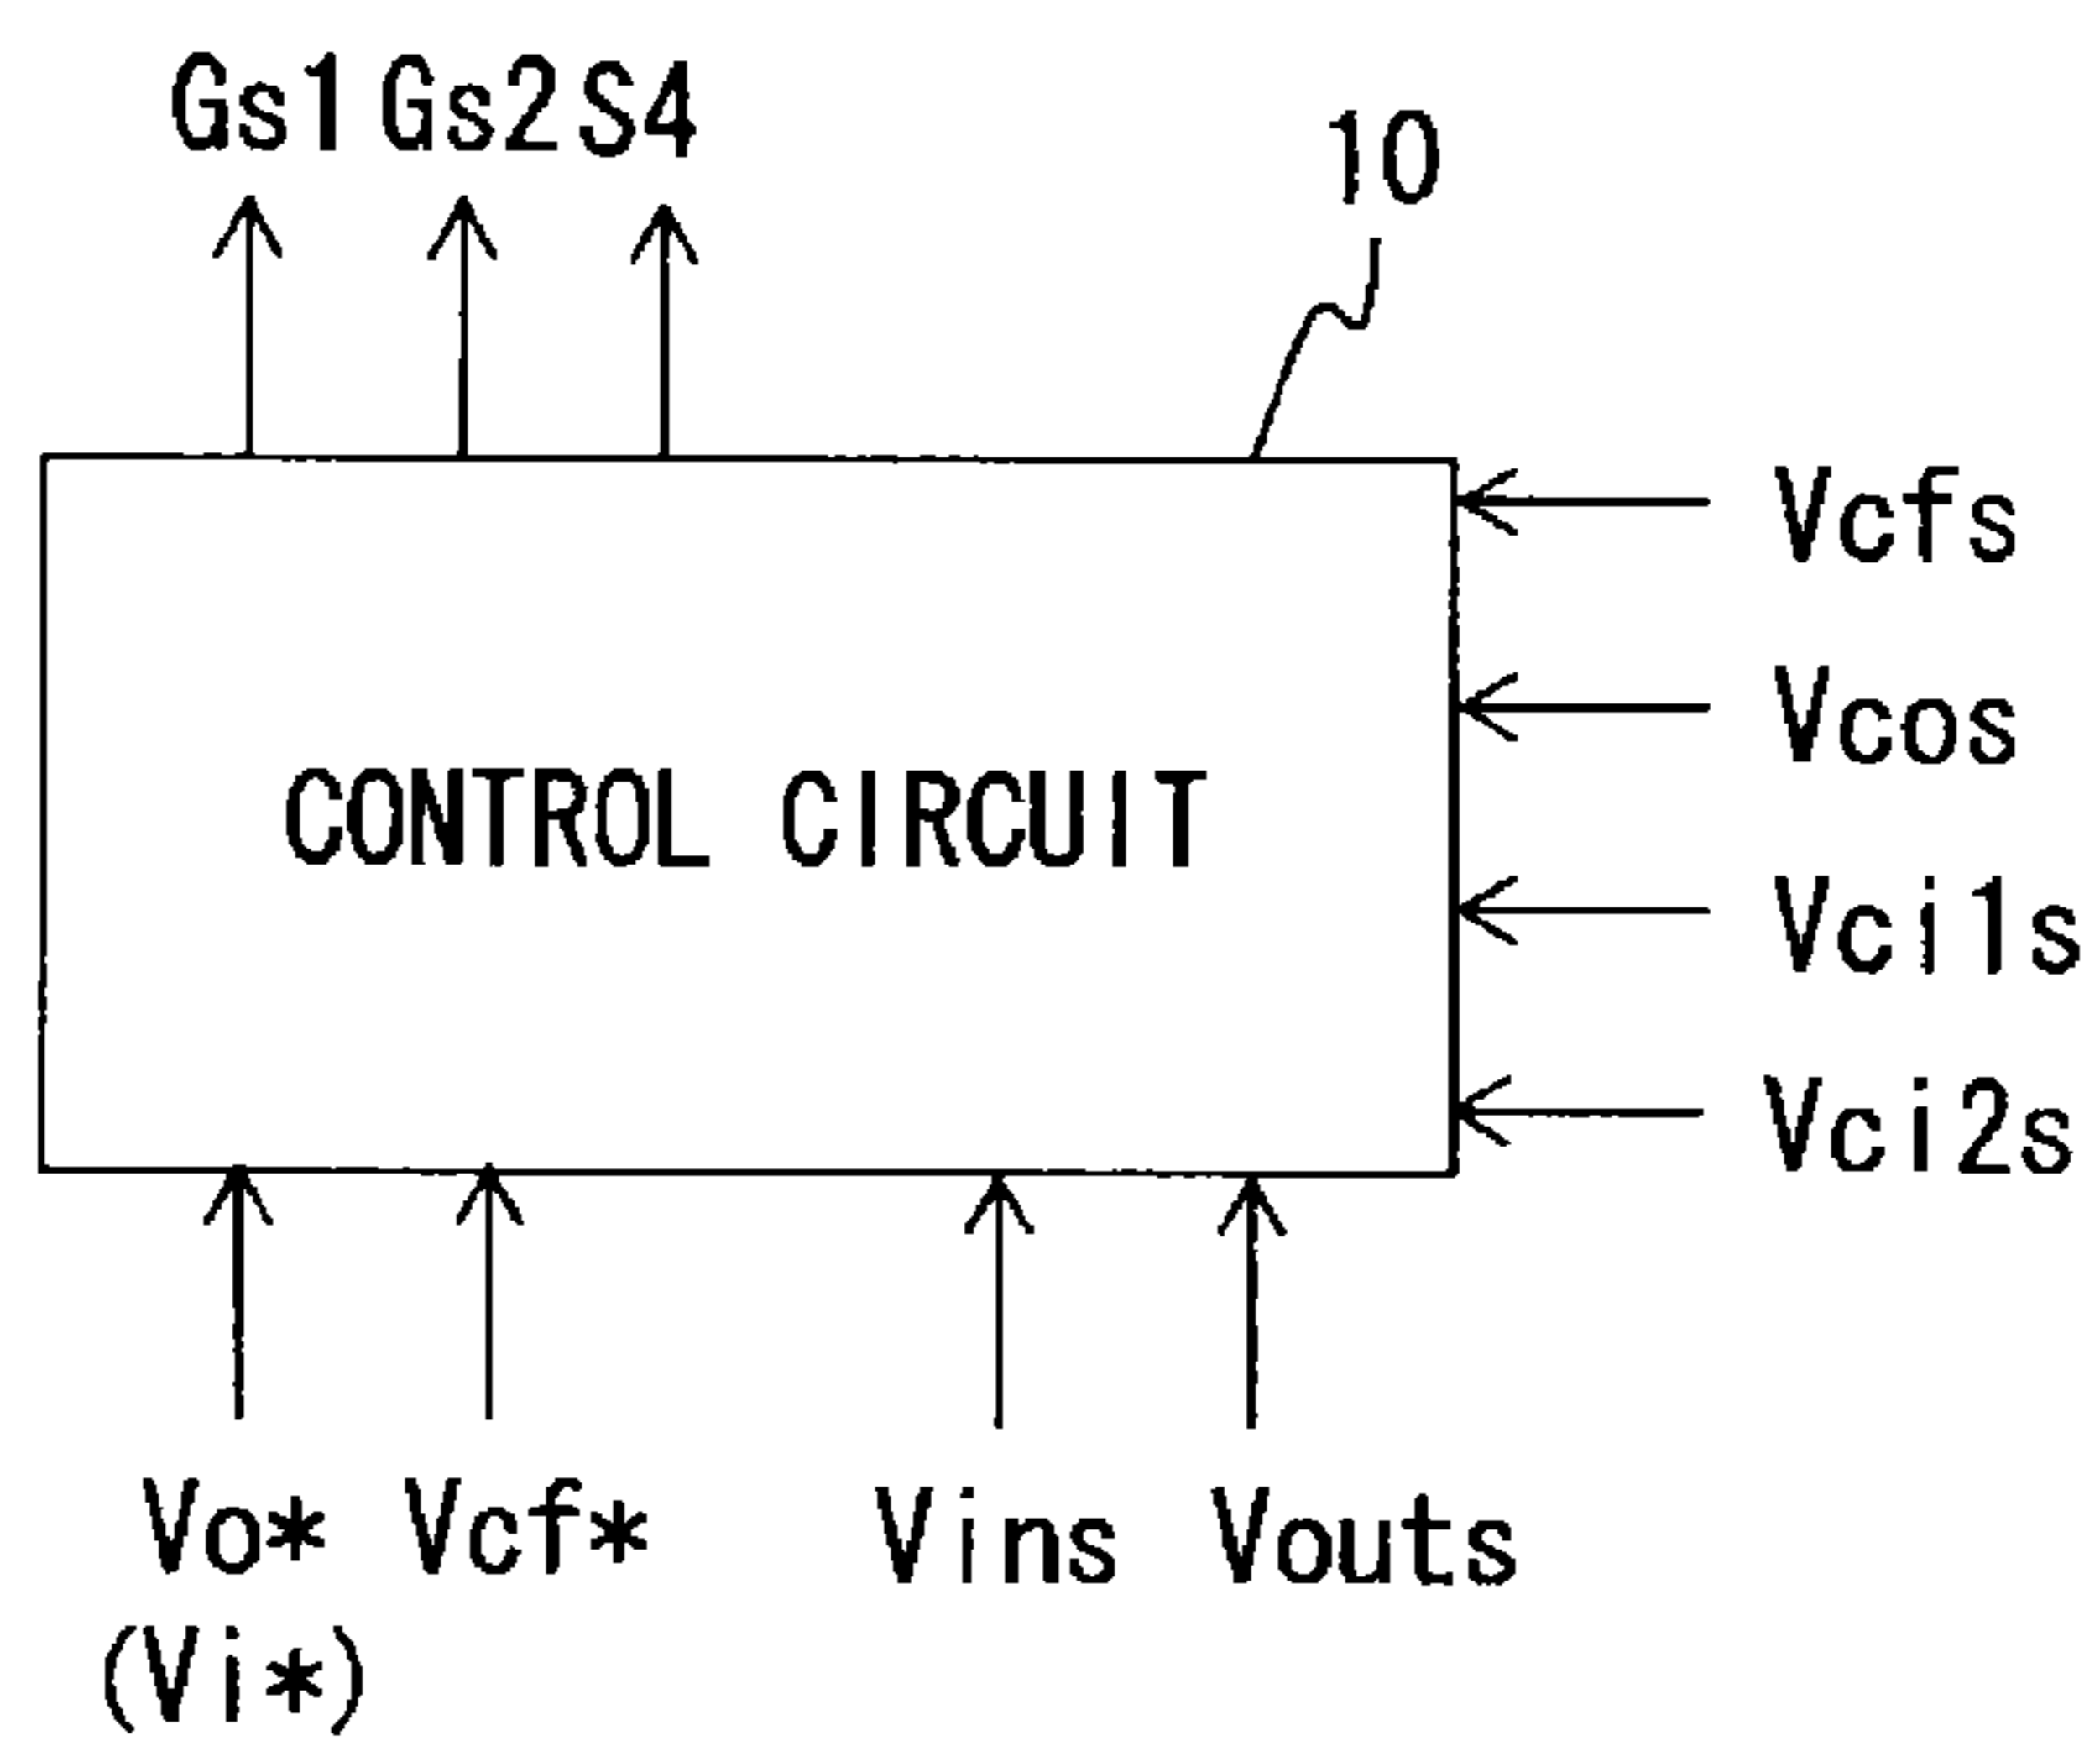 Gs1 Gs2 S4
10
Vcfs
Vcos
CONTROL CIRCUIT
Vci1s
Vci2s
Vo* Vcf* Vins Vouts
(Vi*)